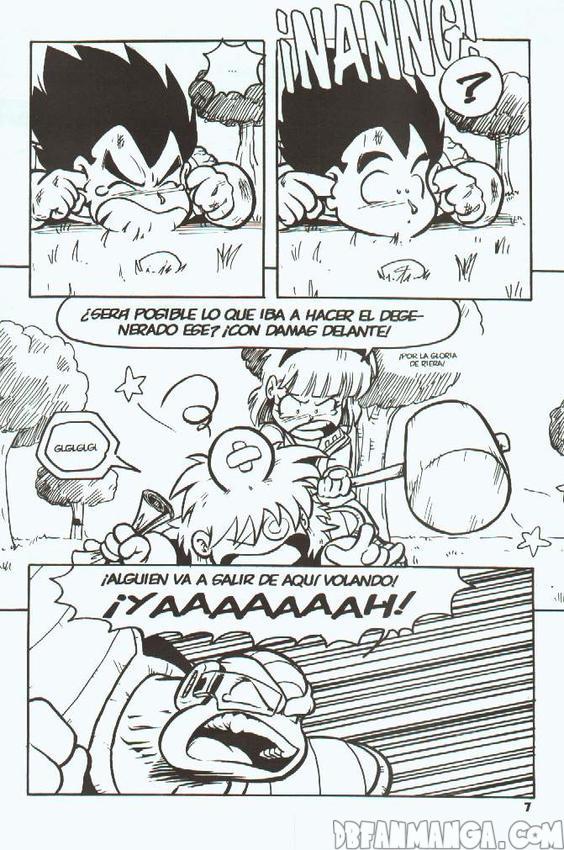 ...
¡ÑANNG!
?
¿SERÁ POSIBLE LO QUE IBA A HACER EL DEGE-
NERADO ESE? ¡CON DAMAS DELANTE!
¡POR LA GLORIA
DE RIERA!
GLGLGLGL
¡ALGUIEN VA A SALIR DE AQUÍ VOLANDO!
¡YAAAAAAAH!
7
DBFANMANGA.COM